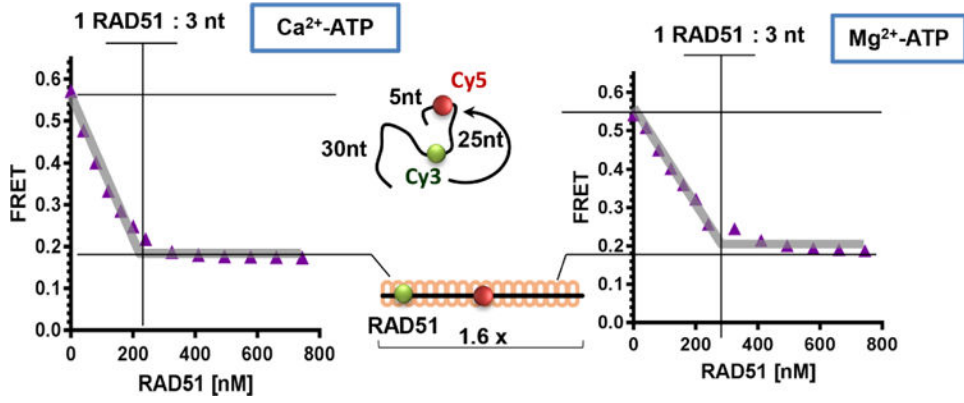 1 RAD51 : 3 nt
Ca²⁺-ATP
FRET
0.6
0.5
0.4
0.3
0.2
0.1
0.0
0
200
400
600
800
RAD51 [nM]
Cy5
5nt
30nt
25nt
Cy3
RAD51
1.6 x
1 RAD51 : 3 nt
Mg²⁺-ATP
FRET
0.6
0.5
0.4
0.3
0.2
0.1
0.0
0
200
400
600
800
RAD51 [nM]